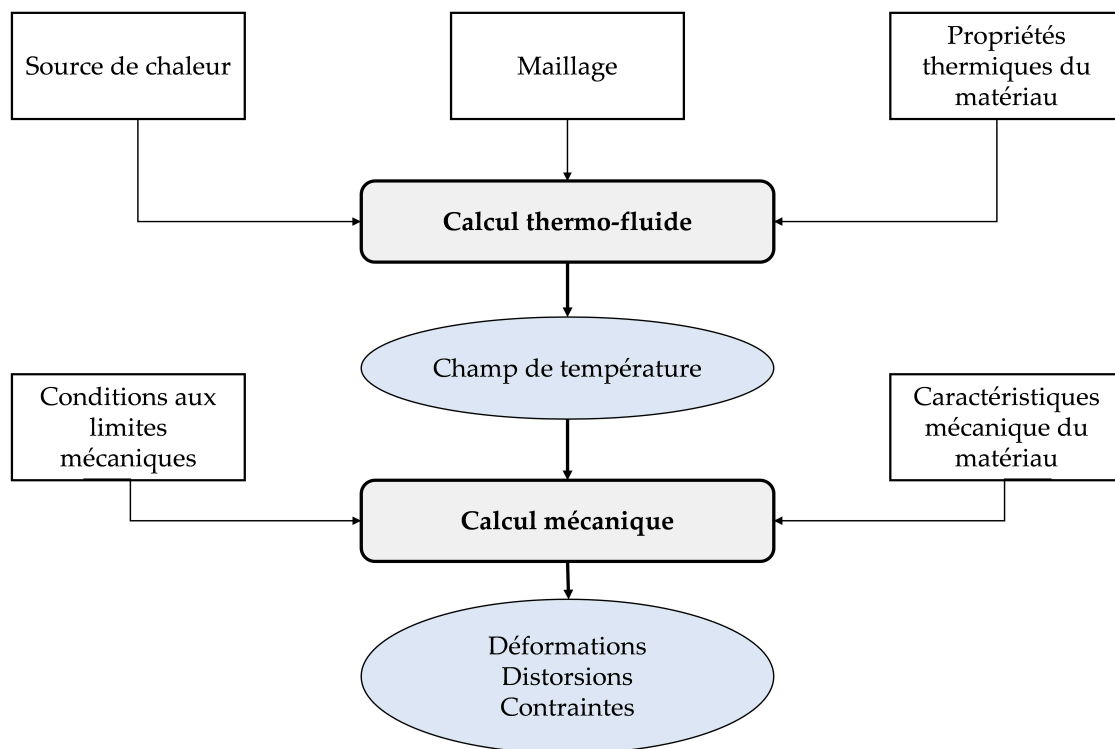 Source de chaleur
Maillage
Propriétés
thermiques du
matériau
Calcul thermo-fluide
Champ de température
Conditions aux
limites
mécaniques
Caractéristiques
mécanique du
matériau
Calcul mécanique
Déformations
Distorsions
Contraintes